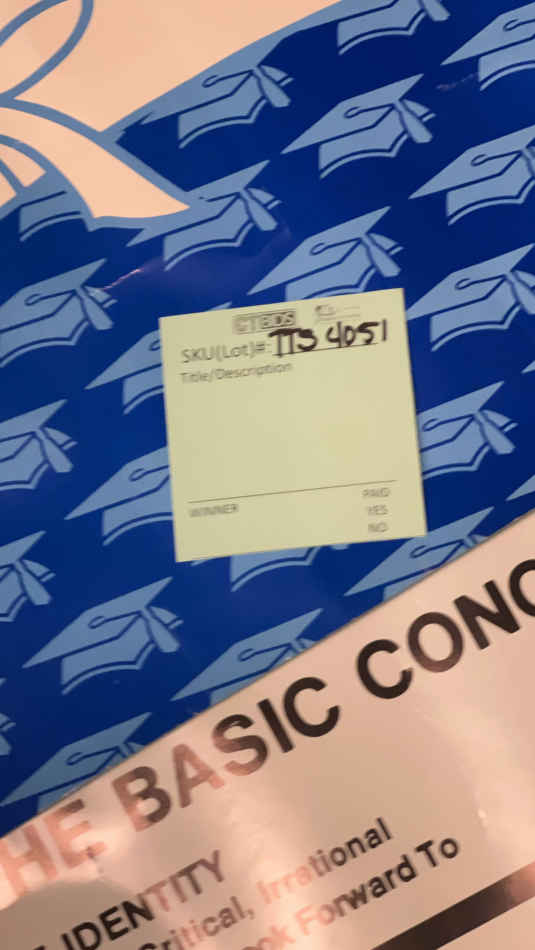 CTBIDS
SKU(Lot)#: TTS 4051
Title/Description
WINNER
PAID
YES
NO
HE BASIC CONC
IDENTITY
Critical, Irrational
ook Forward To